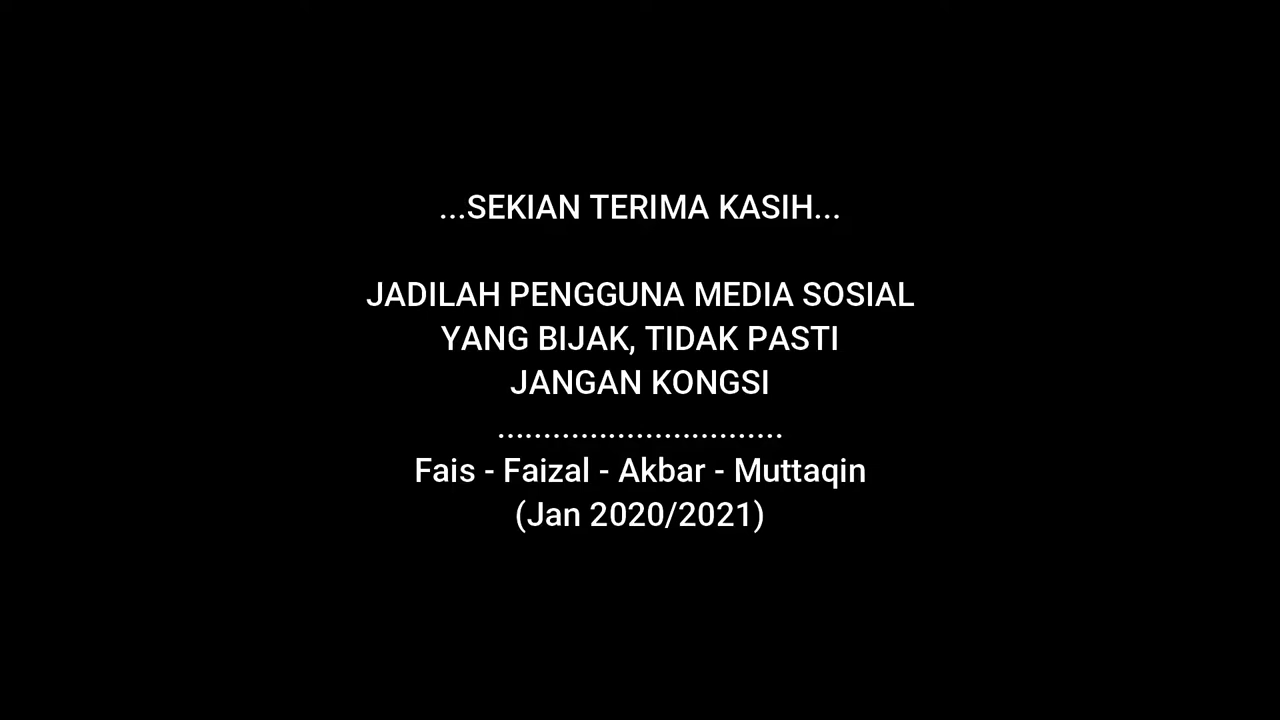 ...SEKIAN TERIMA KASIH...
JADILAH PENGGUNA MEDIA SOSIAL
YANG BIJAK, TIDAK PASTI
JANGAN KONGSI
...............................
Fais - Faizal - Akbar - Muttaqin
(Jan 2020/2021)